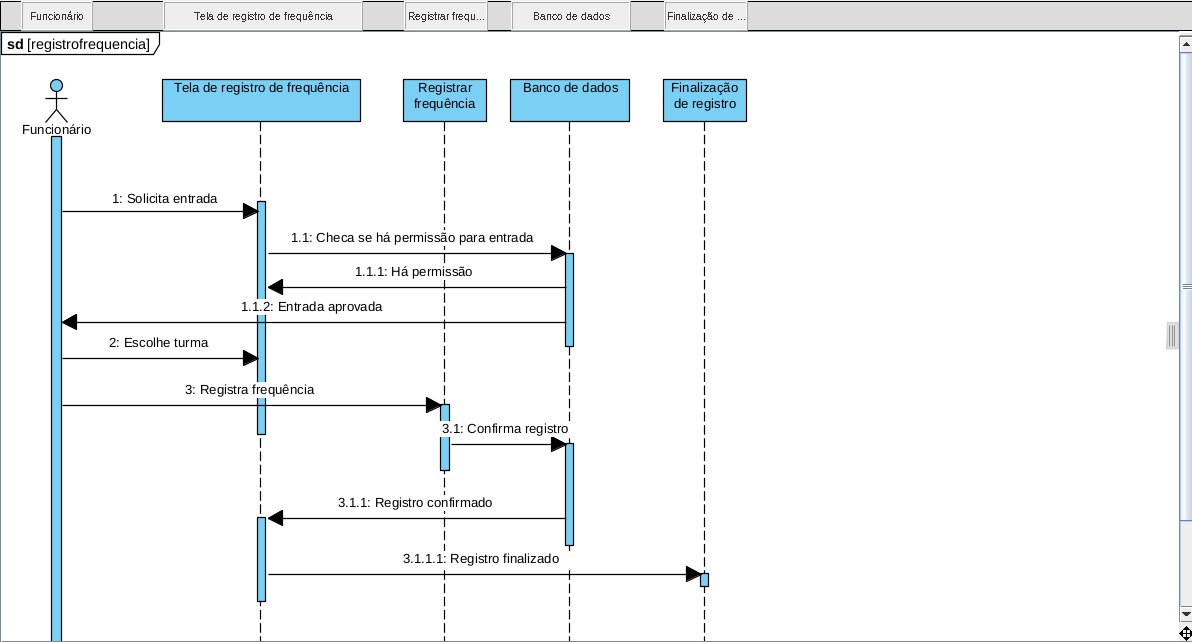 Funcionário
Tela de registro de frequência
Registrar frequ...
Banco de dados
Finalização de ...
sd [registrofrequencia]
Funcionário
Tela de registro de frequência
Registrar
frequência
Banco de dados
Finalização
de registro
1: Solicita entrada
1.1: Checa se há permissão para entrada
1.1.1: Há permissão
1.1.2: Entrada aprovada
2: Escolhe turma
3: Registra frequência
3.1: Confirma registro
3.1.1: Registro confirmado
3.1.1.1: Registro finalizado